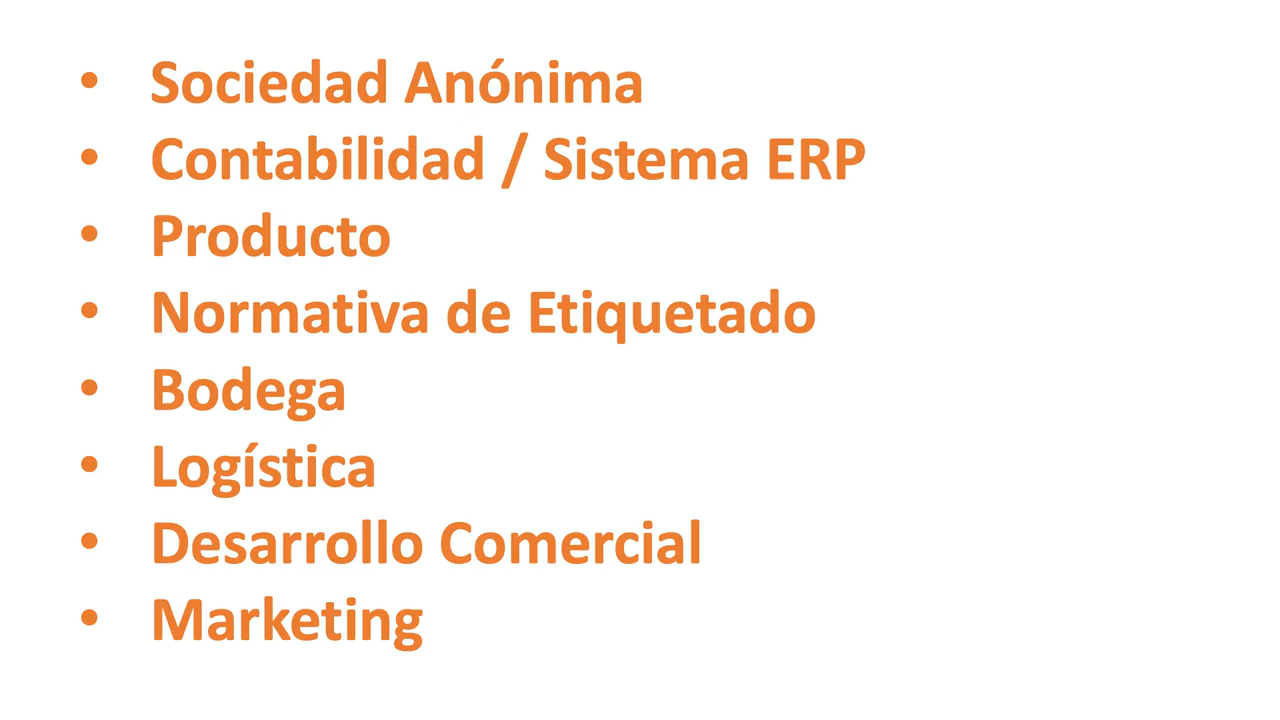 • Sociedad Anónima
• Contabilidad / Sistema ERP
• Producto
• Normativa de Etiquetado
• Bodega
• Logística
• Desarrollo Comercial
• Marketing